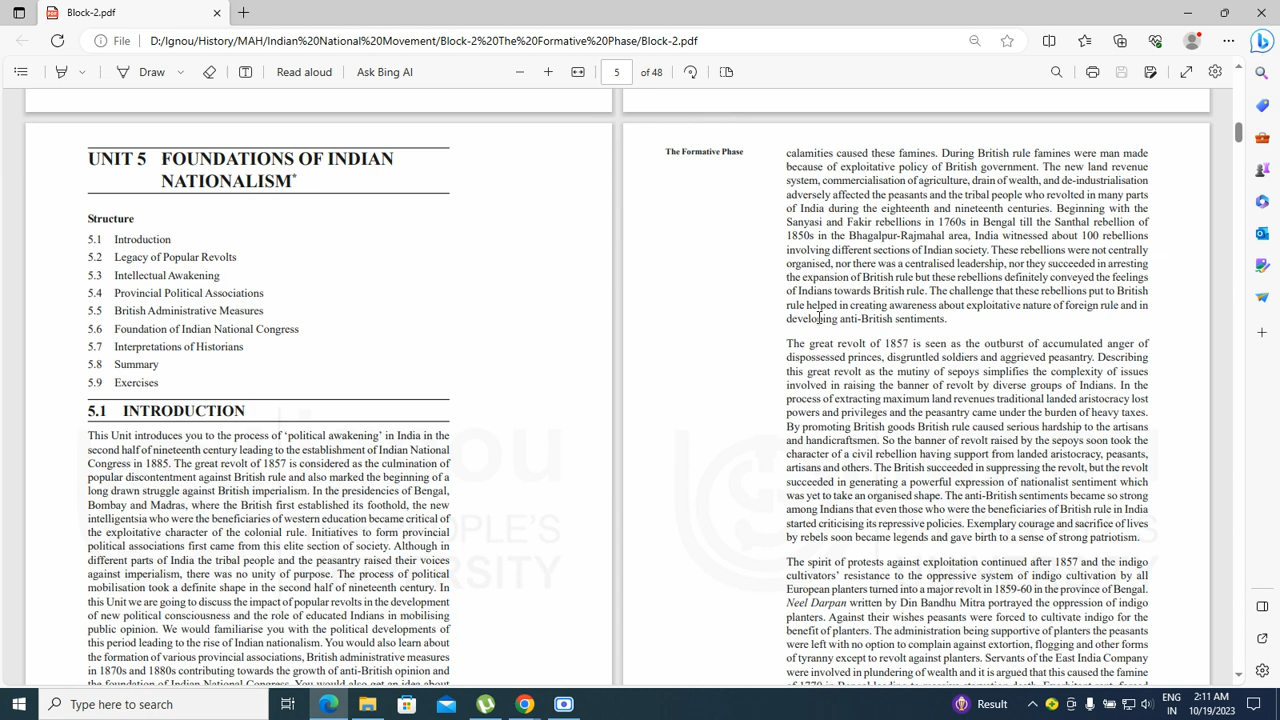 Block-2.pdf
File
D:/Ignou/History/MAH/Indian%20National%20Movement/Block-2%20The%20Formative%20Phase/Block-2.pdf
Draw
Read aloud
Ask Bing AI
5
of 48
UNIT 5 FOUNDATIONS OF INDIAN
NATIONALISM*
Structure
5.1 Introduction
5.2 Legacy of Popular Revolts
5.3 Intellectual Awakening
5.4 Provincial Political Associations
5.5 British Administrative Measures
5.6 Foundation of Indian National Congress
5.7 Interpretations of Historians
5.8 Summary
5.9 Exercises
5.1 INTRODUCTION
This Unit introduces you to the process of ‘political awakening’ in India in the
second half of nineteenth century leading to the establishment of Indian National
Congress in 1885. The great revolt of 1857 is considered as the culmination of
popular discontentment against British rule and also marked the beginning of a
long drawn struggle against British imperialism. In the presidencies of Bengal,
Bombay and Madras, where the British first established its foothold, the new
intelligentsia who were the beneficiaries of western education became critical of
the exploitative character of the colonial rule. Initiatives to form provincial
political associations first came from this elite section of society. Although in
different parts of India the tribal people and the peasantry raised their voices
against imperialism, there was no unity of purpose. The process of political
mobilisation took a definite shape in the second half of nineteenth century. In
this Unit we are going to discuss the impact of popular revolts in the development
of new political consciousness and the role of educated Indians in mobilising
public opinion. We would familiarise you with the political developments of
this period leading to the rise of Indian nationalism. You would also learn about
the formation of various provincial associations, British administrative measures
in 1870s and 1880s contributing towards the growth of anti-British opinion and
the foundation of Indian National Congress. You would also get an idea about
The Formative Phase
calamities caused these famines. During British rule famines were man made
because of exploitative policy of British government. The new land revenue
system, commercialisation of agriculture, drain of wealth, and de-industrialisation
adversely affected the peasants and the tribal people who revolted in many parts
of India during the eighteenth and nineteenth centuries. Beginning with the
Sanyasi and Fakir rebellions in 1760s in Bengal till the Santhal rebellion of
1850s in the Bhagalpur-Rajmahal area, India witnessed about 100 rebellions
involving different sections of Indian society. These rebellions were not centrally
organised, nor there was a centralised leadership, nor they succeeded in arresting
the expansion of British rule but these rebellions definitely conveyed the feelings
of Indians towards British rule. The challenge that these rebellions put to British
rule helped in creating awareness about exploitative nature of foreign rule and in
developing anti-British sentiments.
The great revolt of 1857 is seen as the outburst of accumulated anger of
dispossessed princes, disgruntled soldiers and aggrieved peasantry. Describing
this great revolt as the mutiny of sepoys simplifies the complexity of issues
involved in raising the banner of revolt by diverse groups of Indians. In the
process of extracting maximum land revenues traditional landed aristocracy lost
powers and privileges and the peasantry came under the burden of heavy taxes.
By promoting British goods British rule caused serious hardship to the artisans
and handicraftsmen. So the banner of revolt raised by the sepoys soon took the
character of a civil rebellion having support from landed aristocracy, peasants,
artisans and others. The British succeeded in suppressing the revolt, but the revolt
succeeded in generating a powerful expression of nationalist sentiment which
was yet to take an organised shape. The anti-British sentiments became so strong
among Indians that even those who were the beneficiaries of British rule in India
started criticising its repressive policies. Exemplary courage and sacrifice of lives
by rebels soon became legends and gave birth to a sense of strong patriotism.
The spirit of protests against exploitation continued after 1857 and the indigo
cultivators’ resistance to the oppressive system of indigo cultivation by all
European planters turned into a major revolt in 1859-60 in the province of Bengal.
Neel Darpan written by Din Bandhu Mitra portrayed the oppression of indigo
planters. Against their wishes peasants were forced to cultivate indigo for the
benefit of planters. The administration being supportive of planters the peasants
were left with no option to complain against extortion, flogging and other forms
of tyranny except to revolt against planters. Servants of the East India Company
were involved in plundering of wealth and it is argued that this caused the famine
Type here to search
Result
ENG
IN
2:11 AM
10/19/2023